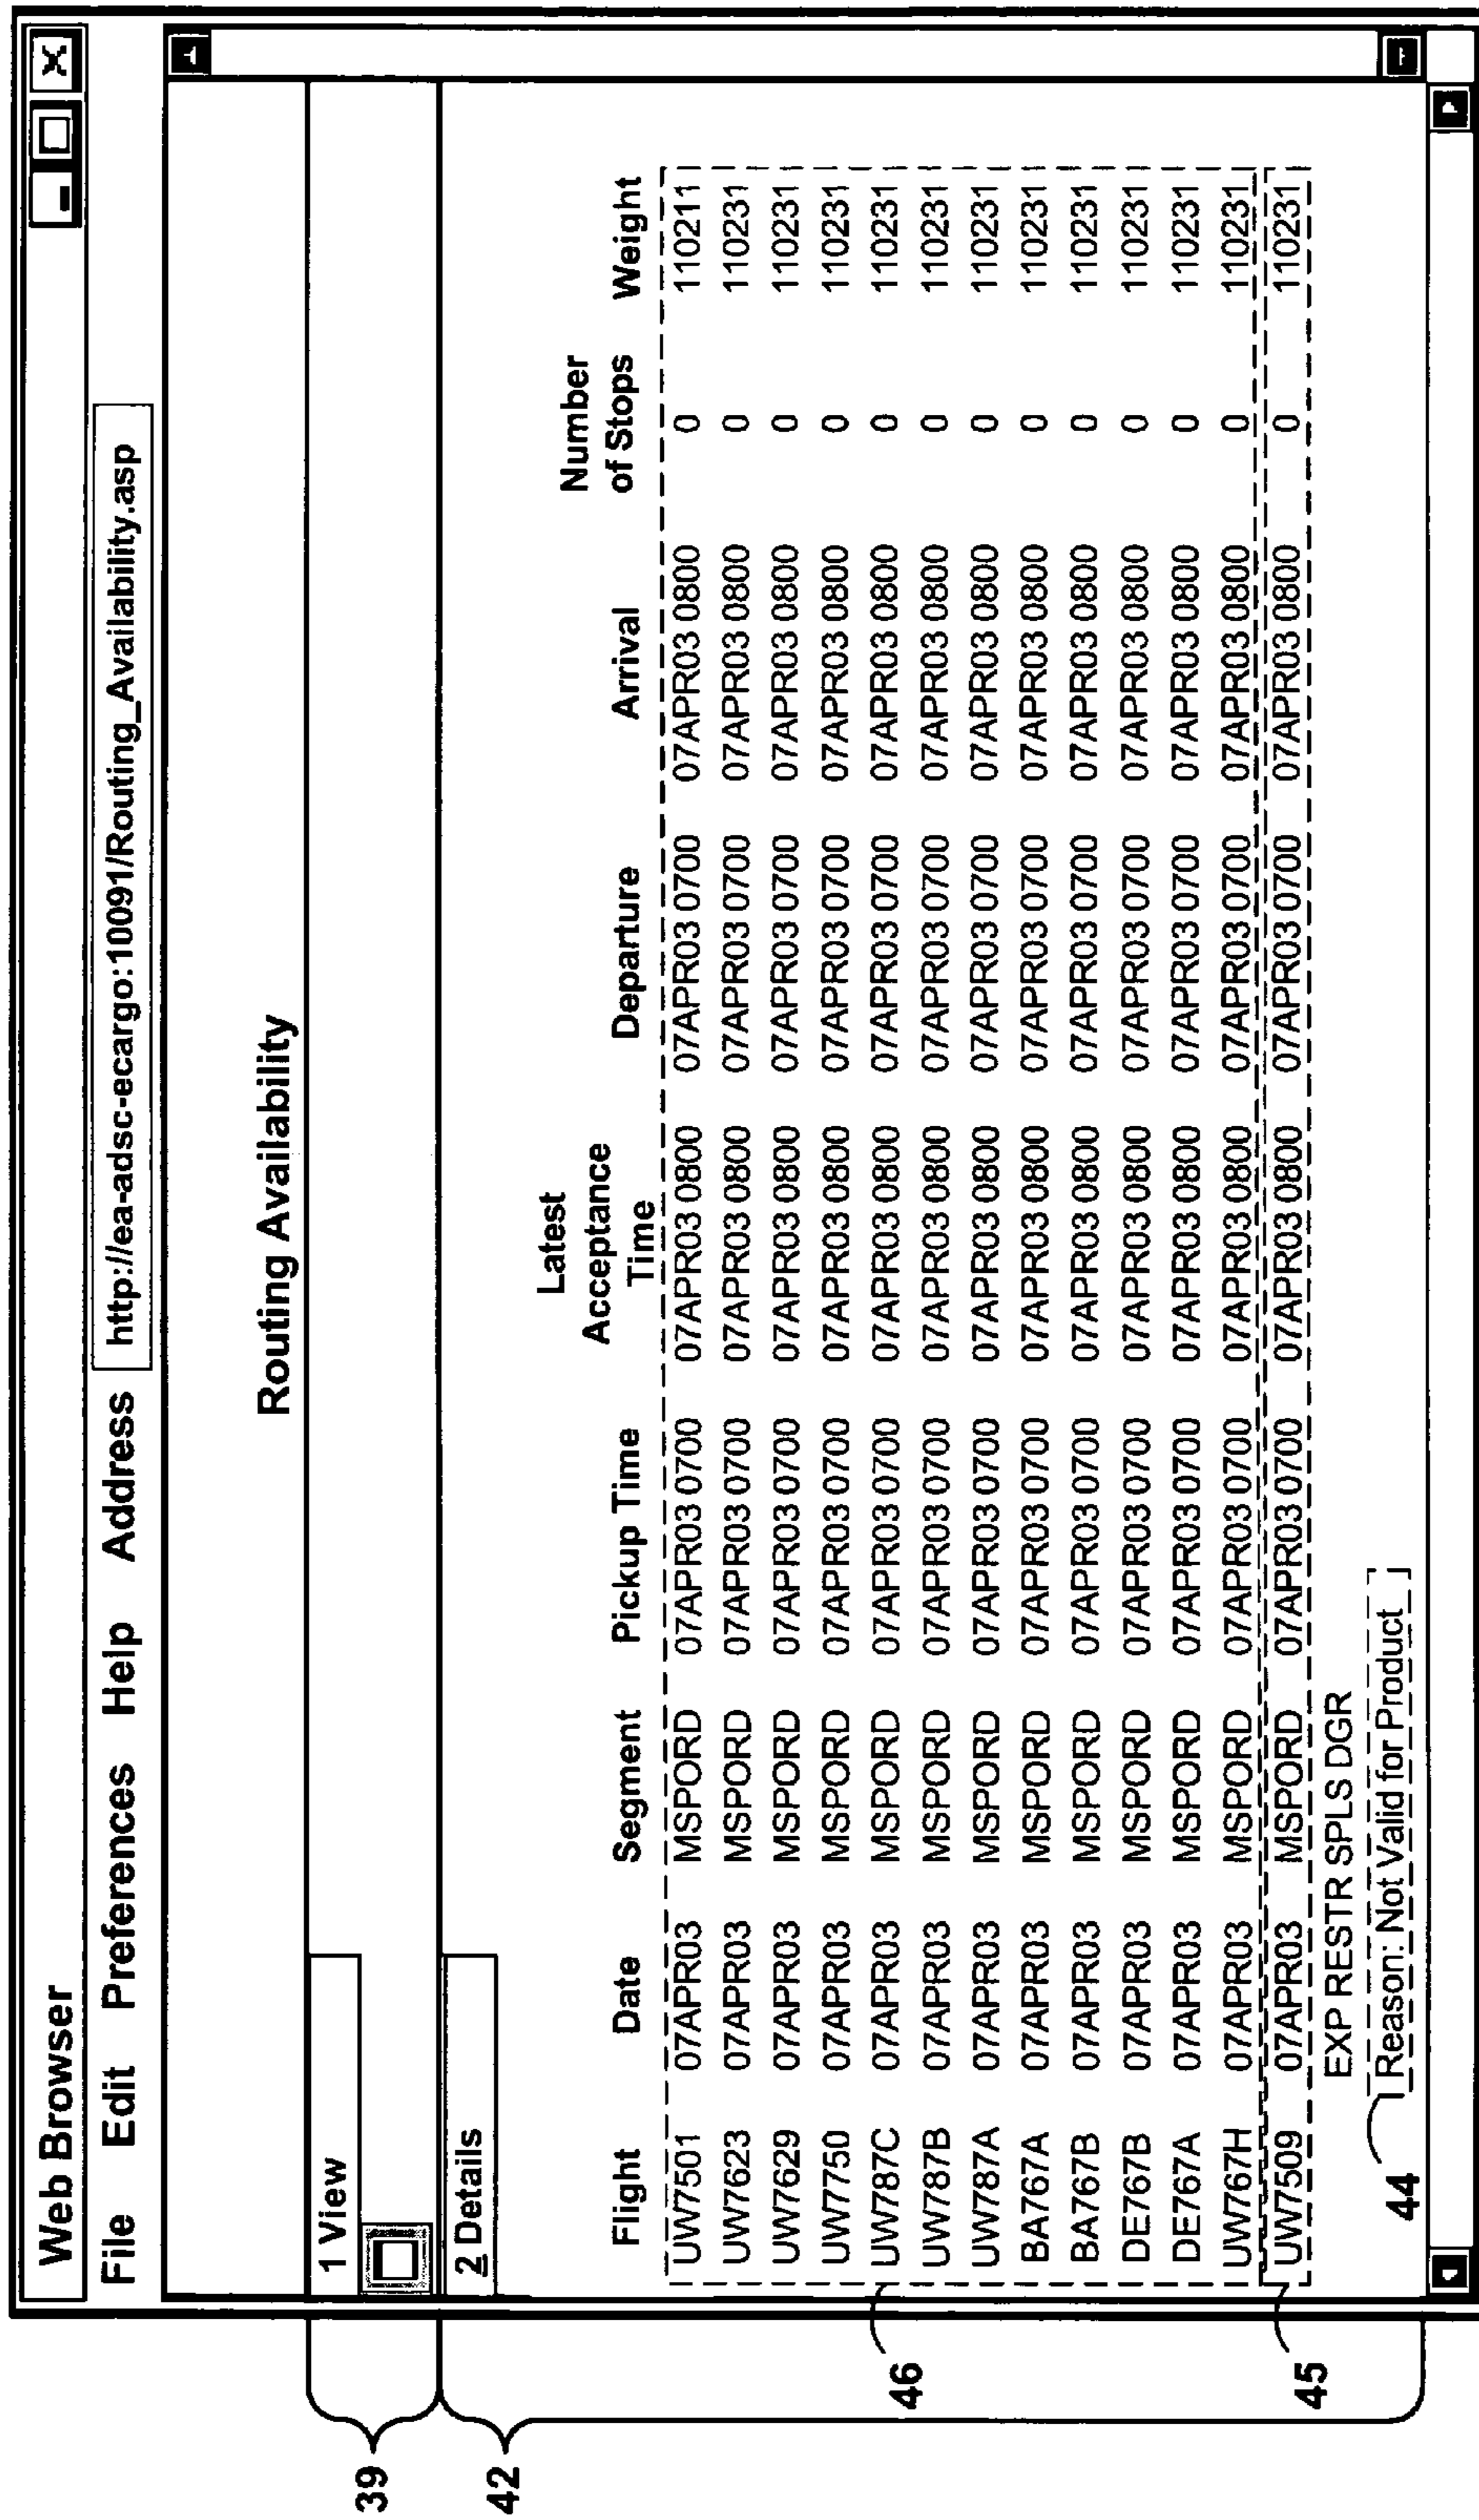 Web Browser
File Edit Preferences Help Address http://ea-adsc-ecargo:10091/Routing_Availability.asp
Routing Availability
39
1 View
42
2 Details
Flight Date Segment Pickup Time Latest Acceptance Time Departure Arrival Number of Stops Weight
UW7501 07APR03 MSPORD 07APR03 0700 07APR03 0800 07APR03 0700 07APR03 0800 0 110211
UW7623 07APR03 MSPORD 07APR03 0700 07APR03 0800 07APR03 0700 07APR03 0800 0 110231
UW7629 07APR03 MSPORD 07APR03 0700 07APR03 0800 07APR03 0700 07APR03 0800 0 110231
UW7750 07APR03 MSPORD 07APR03 0700 07APR03 0800 07APR03 0700 07APR03 0800 0 110231
UW787C 07APR03 MSPORD 07APR03 0700 07APR03 0800 07APR03 0700 07APR03 0800 0 110231
46
UW787B 07APR03 MSPORD 07APR03 0700 07APR03 0800 07APR03 0700 07APR03 0800 0 110231
UW787A 07APR03 MSPORD 07APR03 0700 07APR03 0800 07APR03 0700 07APR03 0800 0 110231
BA767A 07APR03 MSPORD 07APR03 0700 07APR03 0800 07APR03 0700 07APR03 0800 0 110231
BA767B 07APR03 MSPORD 07APR03 0700 07APR03 0800 07APR03 0700 07APR03 0800 0 110231
DE767B 07APR03 MSPORD 07APR03 0700 07APR03 0800 07APR03 0700 07APR03 0800 0 110231
DE767A 07APR03 MSPORD 07APR03 0700 07APR03 0800 07APR03 0700 07APR03 0800 0 110231
UW767H 07APR03 MSPORD 07APR03 0700 07APR03 0800 07APR03 0700 07APR03 0800 0 110231
UW7509 07APR03 MSPORD 07APR03 0700 07APR03 0800 07APR03 0700 07APR03 0800 0 110231
45
EXP RESTR SPLS DGR
Reason: Not Valid for Product
44